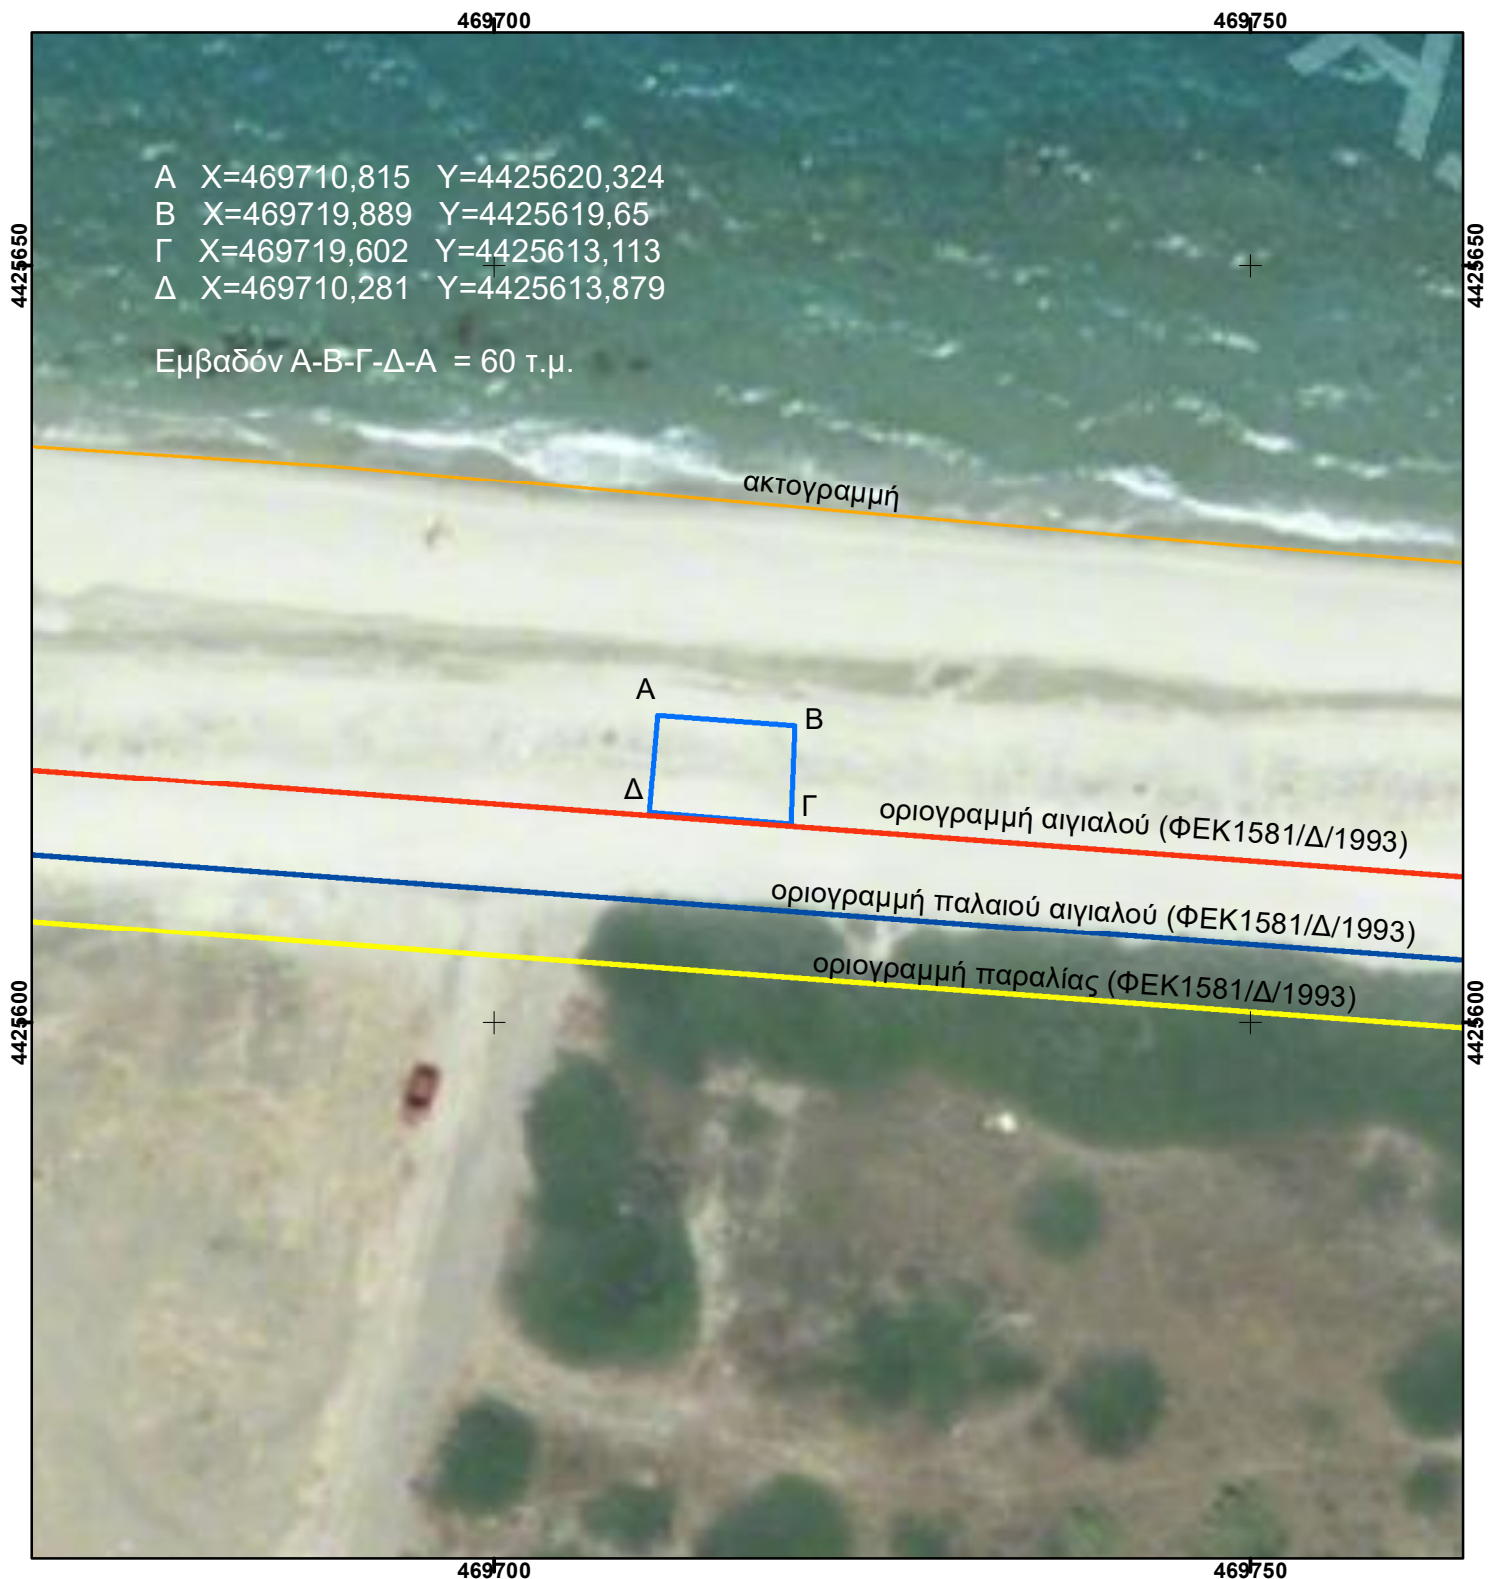 469700 469750
Α Χ=469710,815 Υ=4425620,324
Β Χ=469719,889 Υ=4425619,65
Γ Χ=469719,602 Υ=4425613,113
Δ Χ=469710,281 Υ=4425613,879
4425650 4425650
Εμβαδόν Α-Β-Γ-Δ-Α = 60 τ.μ.
ακτογραμμή
Α
Β
Δ
Γ
οριογραμμή αιγιαλού (ΦΕΚ1581/Δ/1993)
οριογραμμή παλαιού αιγιαλού (ΦΕΚ1581/Δ/1993)
οριογραμμή παραλίας (ΦΕΚ1581/Δ/1993)
4425600 4425600
469700 469750